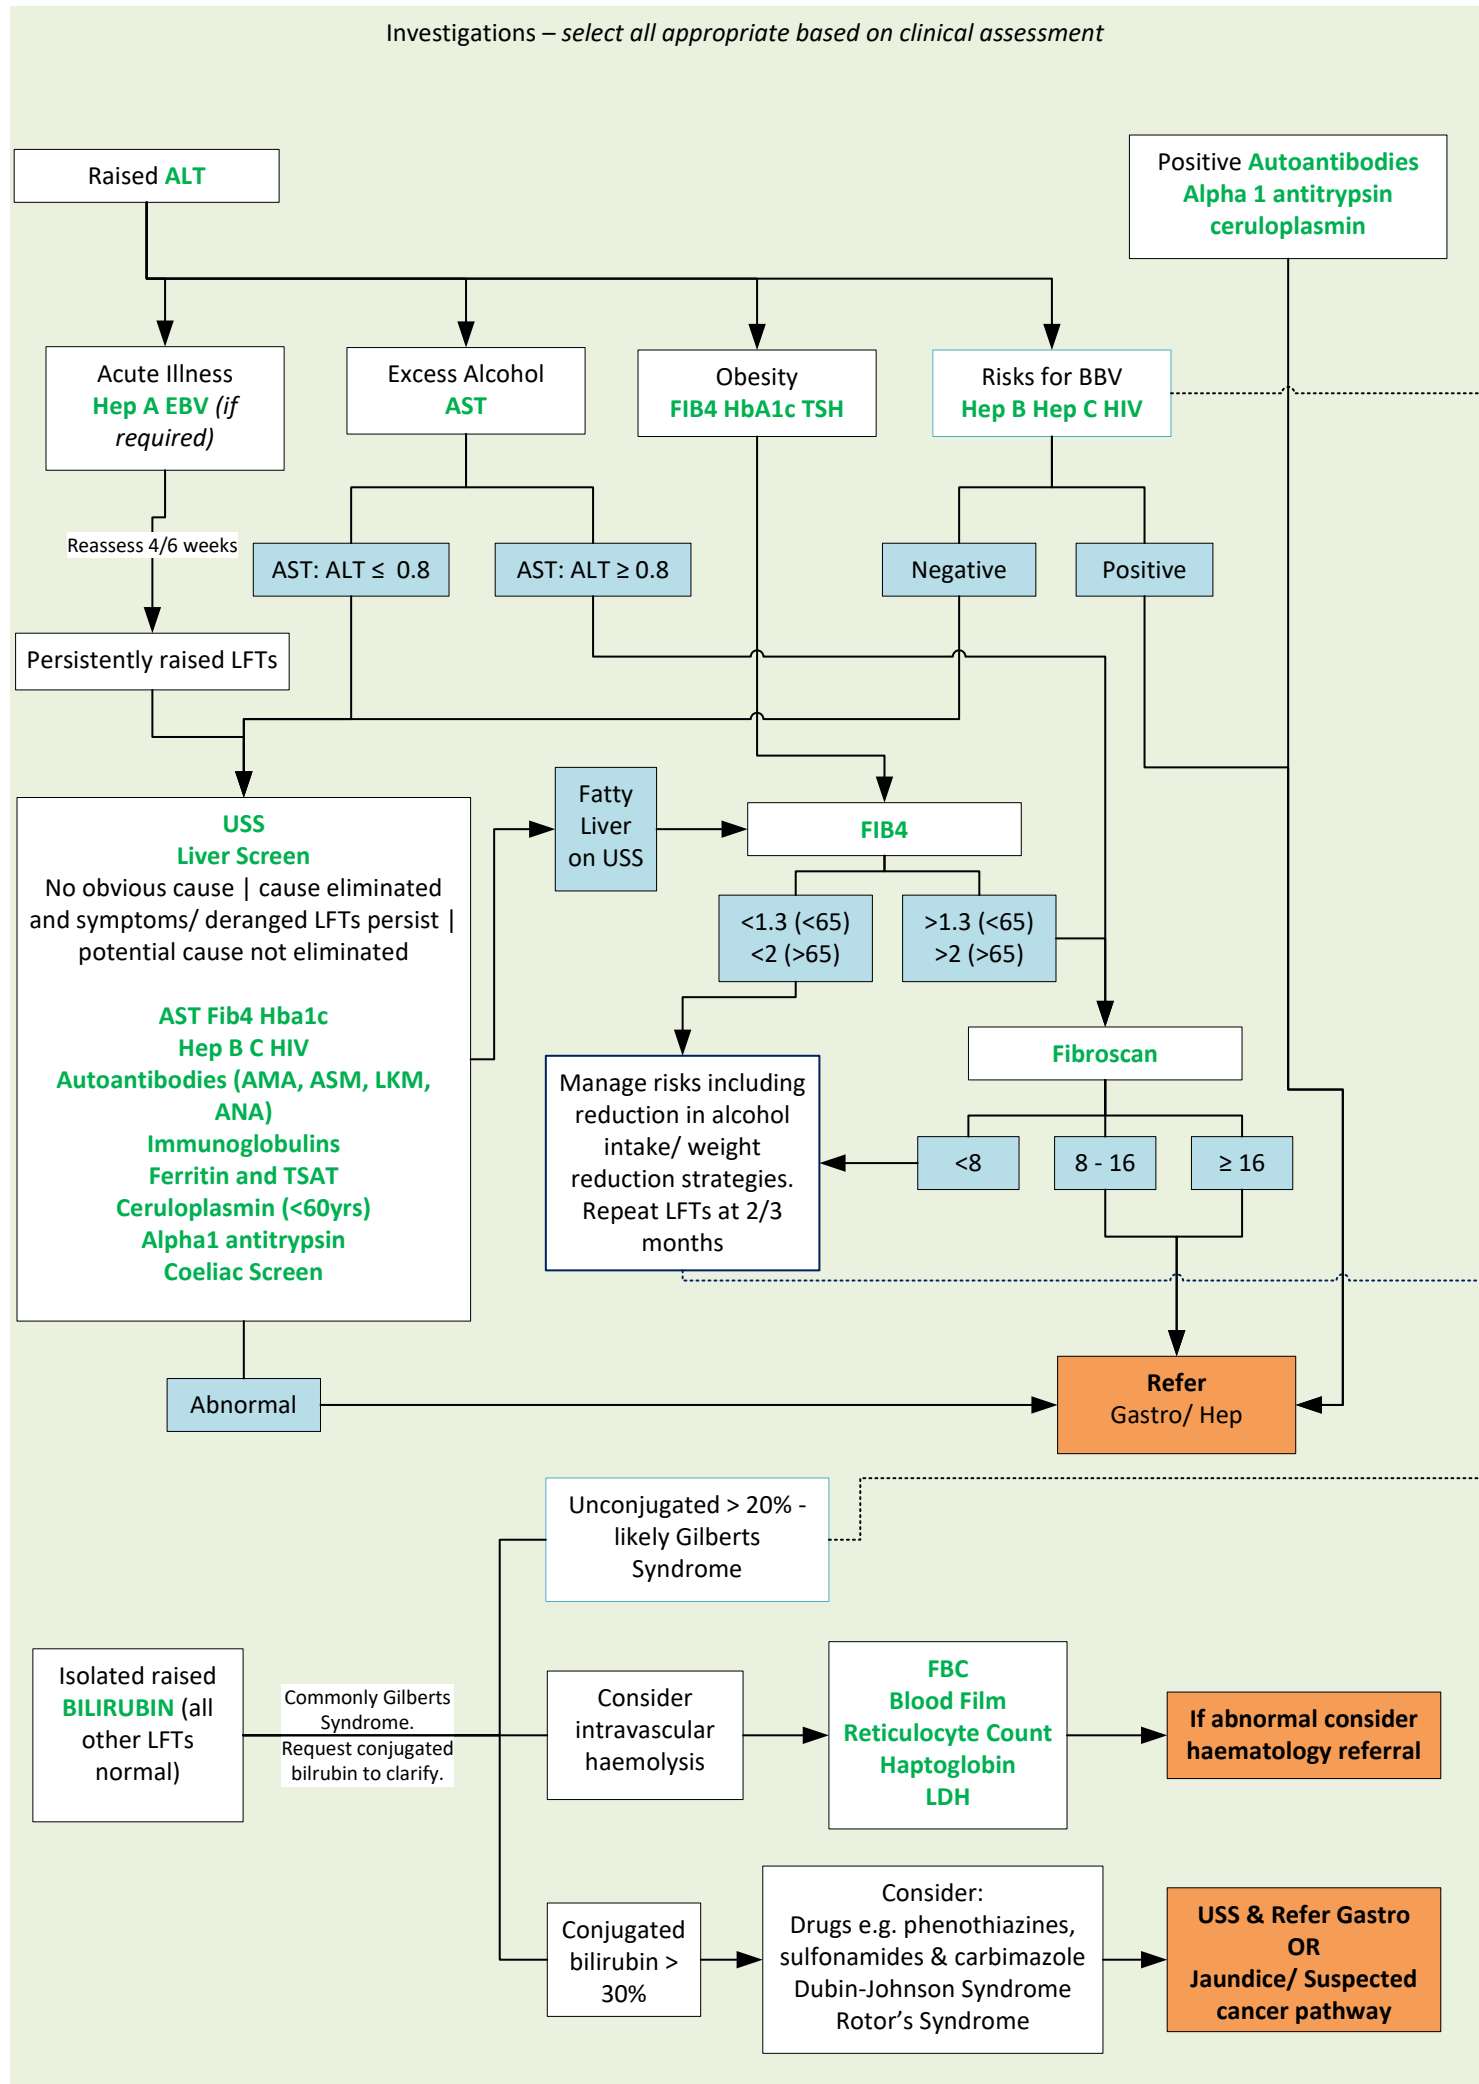 Investigations – select all appropriate based on clinical assessment
Raised ALT
Positive Autoantibodies
Alpha 1 antitrypsin
ceruloplasmin
Acute Illness
Hep A EBV (if
required)
Excess Alcohol
AST
Obesity
FIB4 HbA1c TSH
Risks for BBV
Hep B Hep C HIV
Reassess 4/6 weeks
AST: ALT ≤ 0.8
AST: ALT ≥ 0.8
Negative
Positive
Persistently raised LFTs
USS
Liver Screen
No obvious cause | cause eliminated
and symptoms/ deranged LFTs persist |
potential cause not eliminated
AST Fib4 Hba1c
Hep B C HIV
Autoantibodies (AMA, ASM, LKM,
ANA)
Immunoglobulins
Ferritin and TSAT
Ceruloplasmin (<60yrs)
Alpha1 antitrypsin
Coeliac Screen
Fatty
Liver
on USS
FIB4
<1.3 (<65)
<2 (>65)
>1.3 (<65)
>2 (>65)
Fibroscan
Manage risks including
reduction in alcohol
intake/ weight
reduction strategies.
Repeat LFTs at 2/3
months
<8
8 - 16
≥ 16
Abnormal
Refer
Gastro/ Hep
Unconjugated > 20% -
likely Gilberts
Syndrome
Isolated raised
BILIRUBIN (all
other LFTs
normal)
Commonly Gilberts
Syndrome.
Request conjugated
bilrubin to clarify.
Consider
intravascular
haemolysis
FBC
Blood Film
Reticulocyte Count
Haptoglobin
LDH
If abnormal consider
haematology referral
Conjugated
bilirubin >
30%
Consider:
Drugs e.g. phenothiazines,
sulfonamides & carbimazole
Dubin-Johnson Syndrome
Rotor's Syndrome
USS & Refer Gastro
OR
Jaundice/ Suspected
cancer pathway